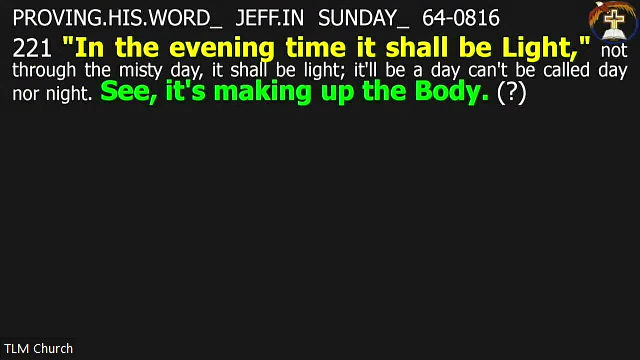 PROVING.HIS.WORD_ JEFF.IN SUNDAY_ 64-0816
221 "In the evening time it shall be Light," not
through the misty day, it shall be light; it'll be a day can't be called day
nor night. See, it's making up the Body. (?)
TLM Church